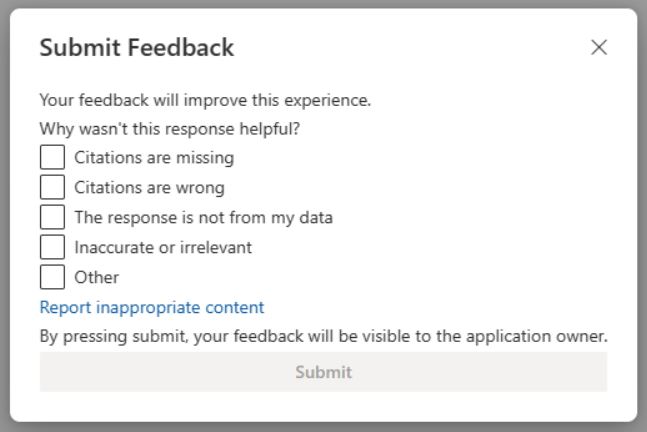 Submit Feedback
Your feedback will improve this experience.
Why wasn't this response helpful?
Citations are missing
Citations are wrong
The response is not from my data
Inaccurate or irrelevant
Other
Report inappropriate content
By pressing submit, your feedback will be visible to the application owner.
Submit